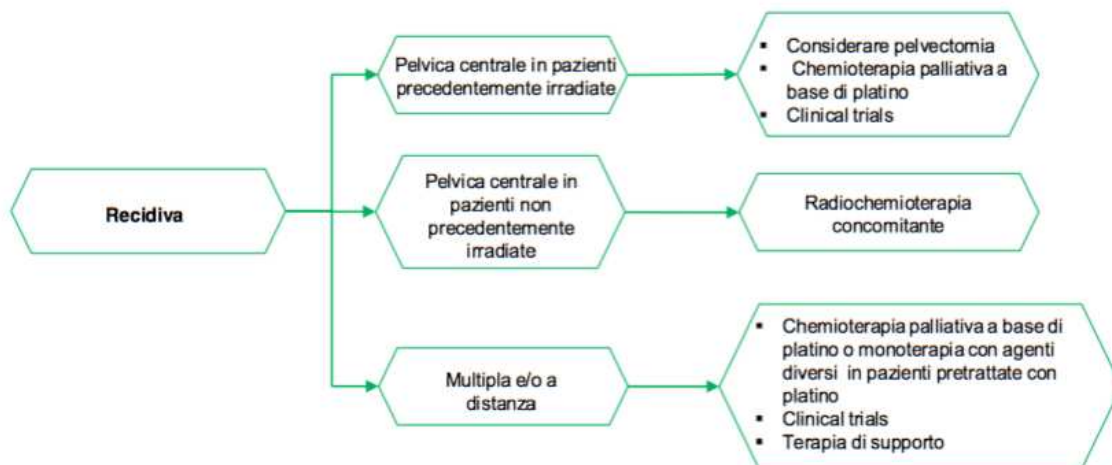 Recidiva
Pelvica centrale in pazienti
precedentemente irradiate
▪ Considerare pelvectomia
▪ Chemioterapia palliativa a
base di platino
▪ Clinical trials
Pelvica centrale in
pazienti non
precedentemente
irradiate
Radiochemioterapia
concomitante
Multipla e/o a
distanza
▪ Chemioterapia palliativa a base di
platino o monoterapia con agenti
diversi in pazienti pretrattate con
platino
▪ Clinical trials
▪ Terapia di supporto